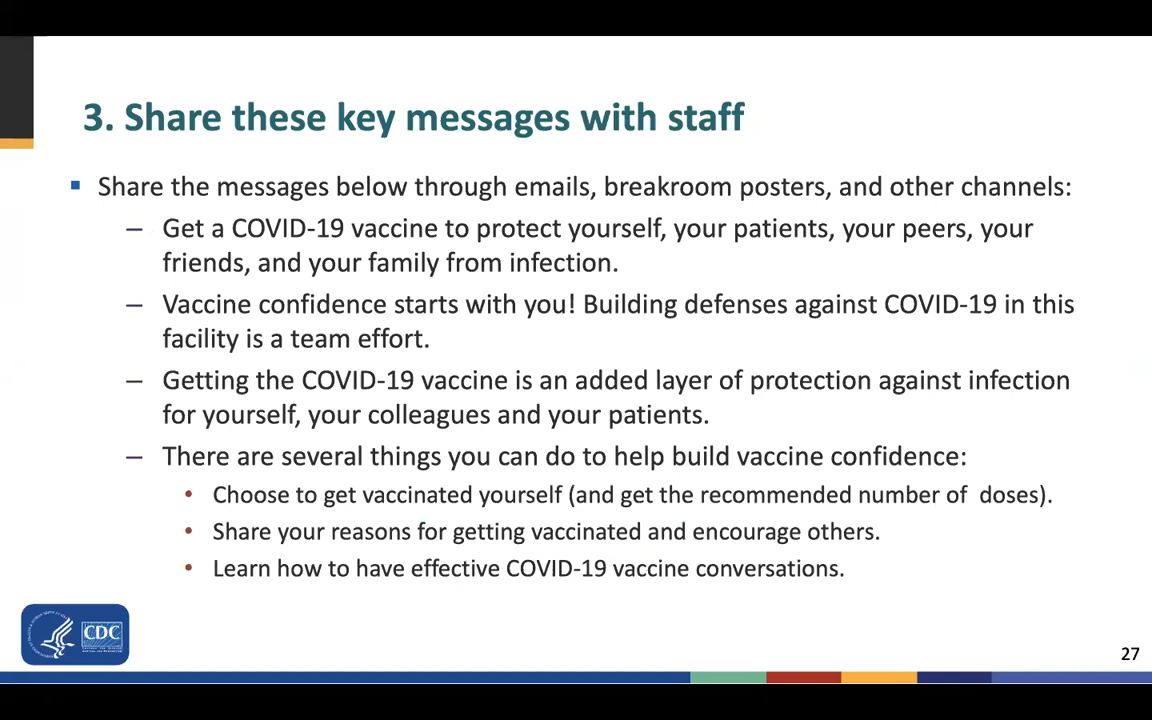 3. Share these key messages with staff
▪ Share the messages below through emails, breakroom posters, and other channels:
– Get a COVID-19 vaccine to protect yourself, your patients, your peers, your
friends, and your family from infection.
– Vaccine confidence starts with you! Building defenses against COVID-19 in this
facility is a team effort.
– Getting the COVID-19 vaccine is an added layer of protection against infection
for yourself, your colleagues and your patients.
– There are several things you can do to help build vaccine confidence:
• Choose to get vaccinated yourself (and get the recommended number of  doses).
• Share your reasons for getting vaccinated and encourage others.
• Learn how to have effective COVID-19 vaccine conversations.
CDC
27